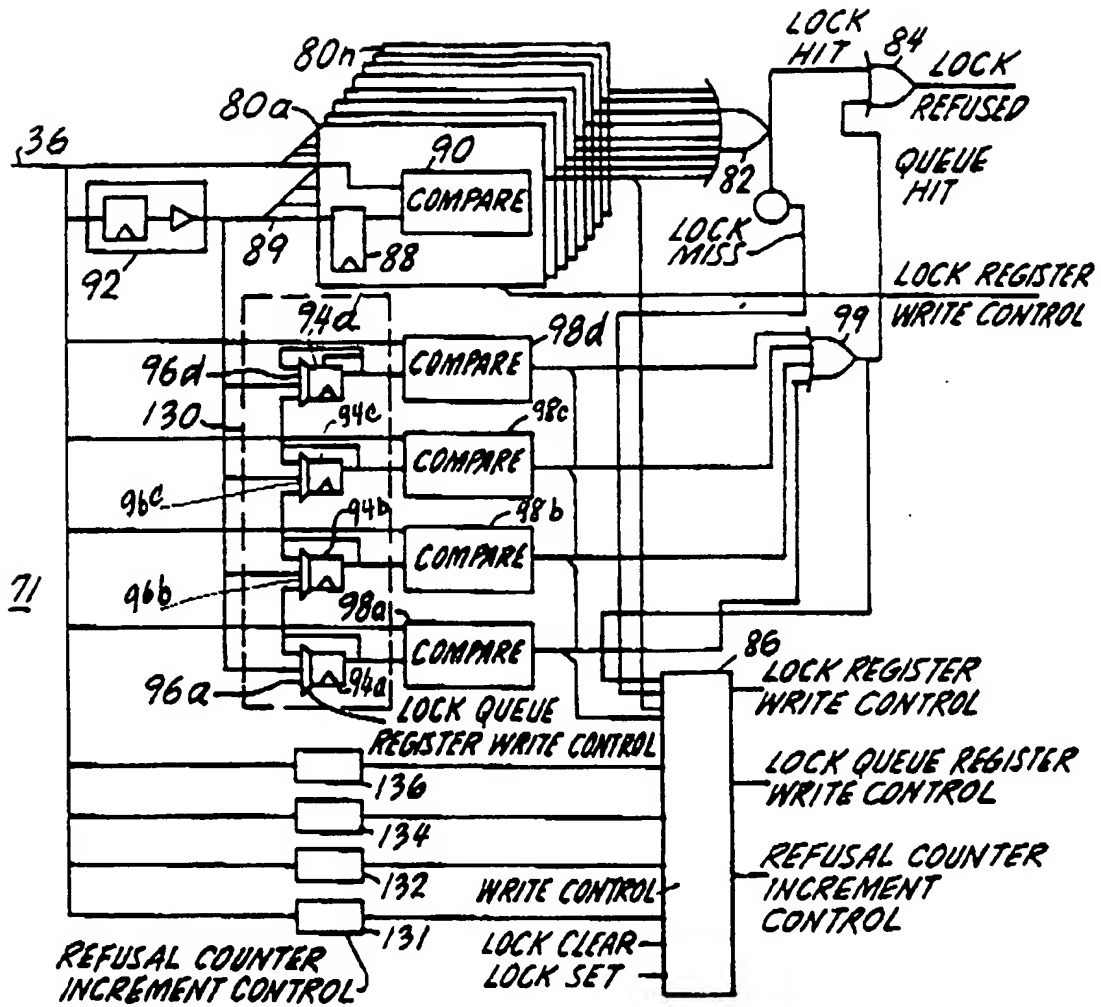 LOCK
HIT
84
LOCK
REFUSED
80n
80a
36
90
COMPARE
82
QUEUE
HIT
89
88
92
LOCK
MISS
LOCK REGISTER
WRITE CONTROL
94d
98d
99
96d
COMPARE
130
94c
98c
COMPARE
96c
94b
98b
COMPARE
71
96b
98a
COMPARE
86
96a
94a
LOCK QUEUE
REGISTER WRITE CONTROL
LOCK REGISTER
WRITE CONTROL
136
LOCK QUEUE REGISTER
WRITE CONTROL
134
132
WRITE CONTROL
REFUSAL COUNTER
INCREMENT
CONTROL
131
REFUSAL COUNTER
INCREMENT CONTROL
LOCK CLEAR
LOCK SET